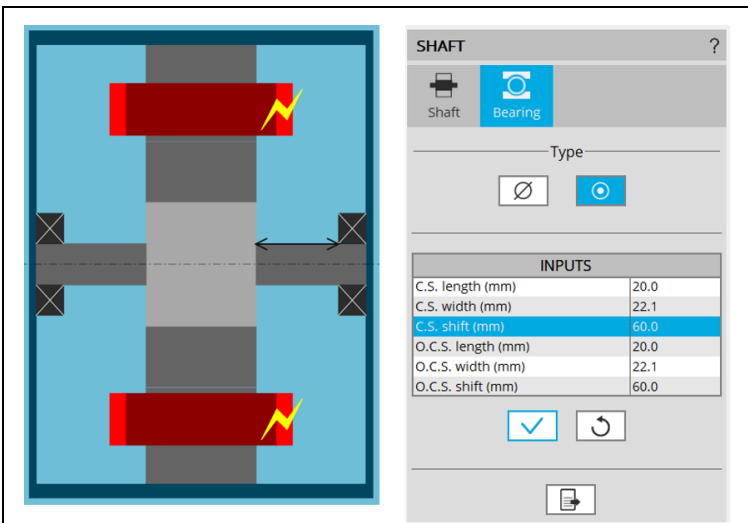 SHAFT ?
Shaft Bearing
Type
INPUTS
C.S. length (mm) 20.0
C.S. width (mm) 22.1
C.S. shift (mm) 60.0
O.C.S. length (mm) 20.0
O.C.S. width (mm) 22.1
O.C.S. shift (mm) 60.0